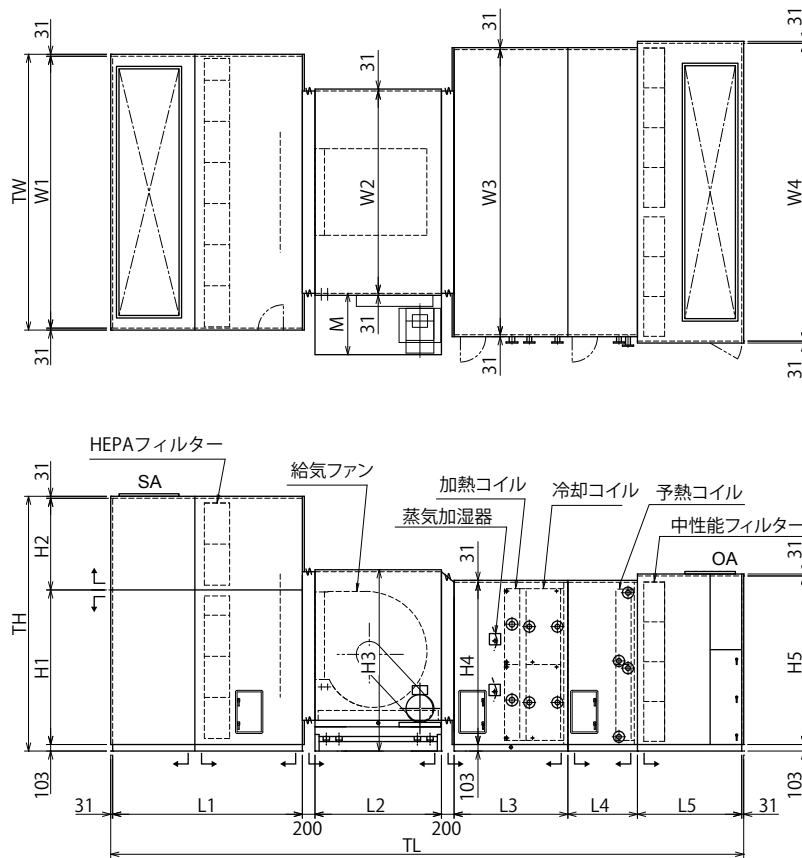 31
31
31
31
TW
W1
W2
W3
W4
M
31
31
31
31
HEPAフィルター
SA
給気ファン
加熱コイル
冷却コイル
予熱コイル
蒸気加湿器
中性能フィルター
OA
31
31
31
TH
H2
H1
H3
H4
H5
103
103
103
31
L1
200
L2
200
L3
L4
L5
31
TL